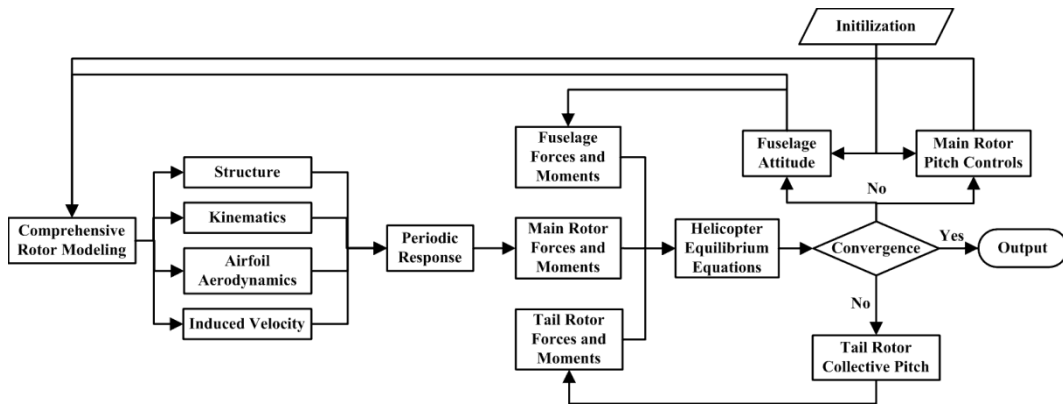 Initilization
Fuselage
Forces and
Moments
Fuselage
Attitude
Main Rotor
Pitch Controls
Structure
Kinematics
Airfoil
Aerodynamics
Induced Velocity
Comprehensive
Rotor Modeling
Periodic
Response
Main Rotor
Forces and
Moments
Helicopter
Equilibrium
Equations
No
Convergence
Yes
Output
No
Tail Rotor
Forces and
Moments
Tail Rotor
Collective Pitch